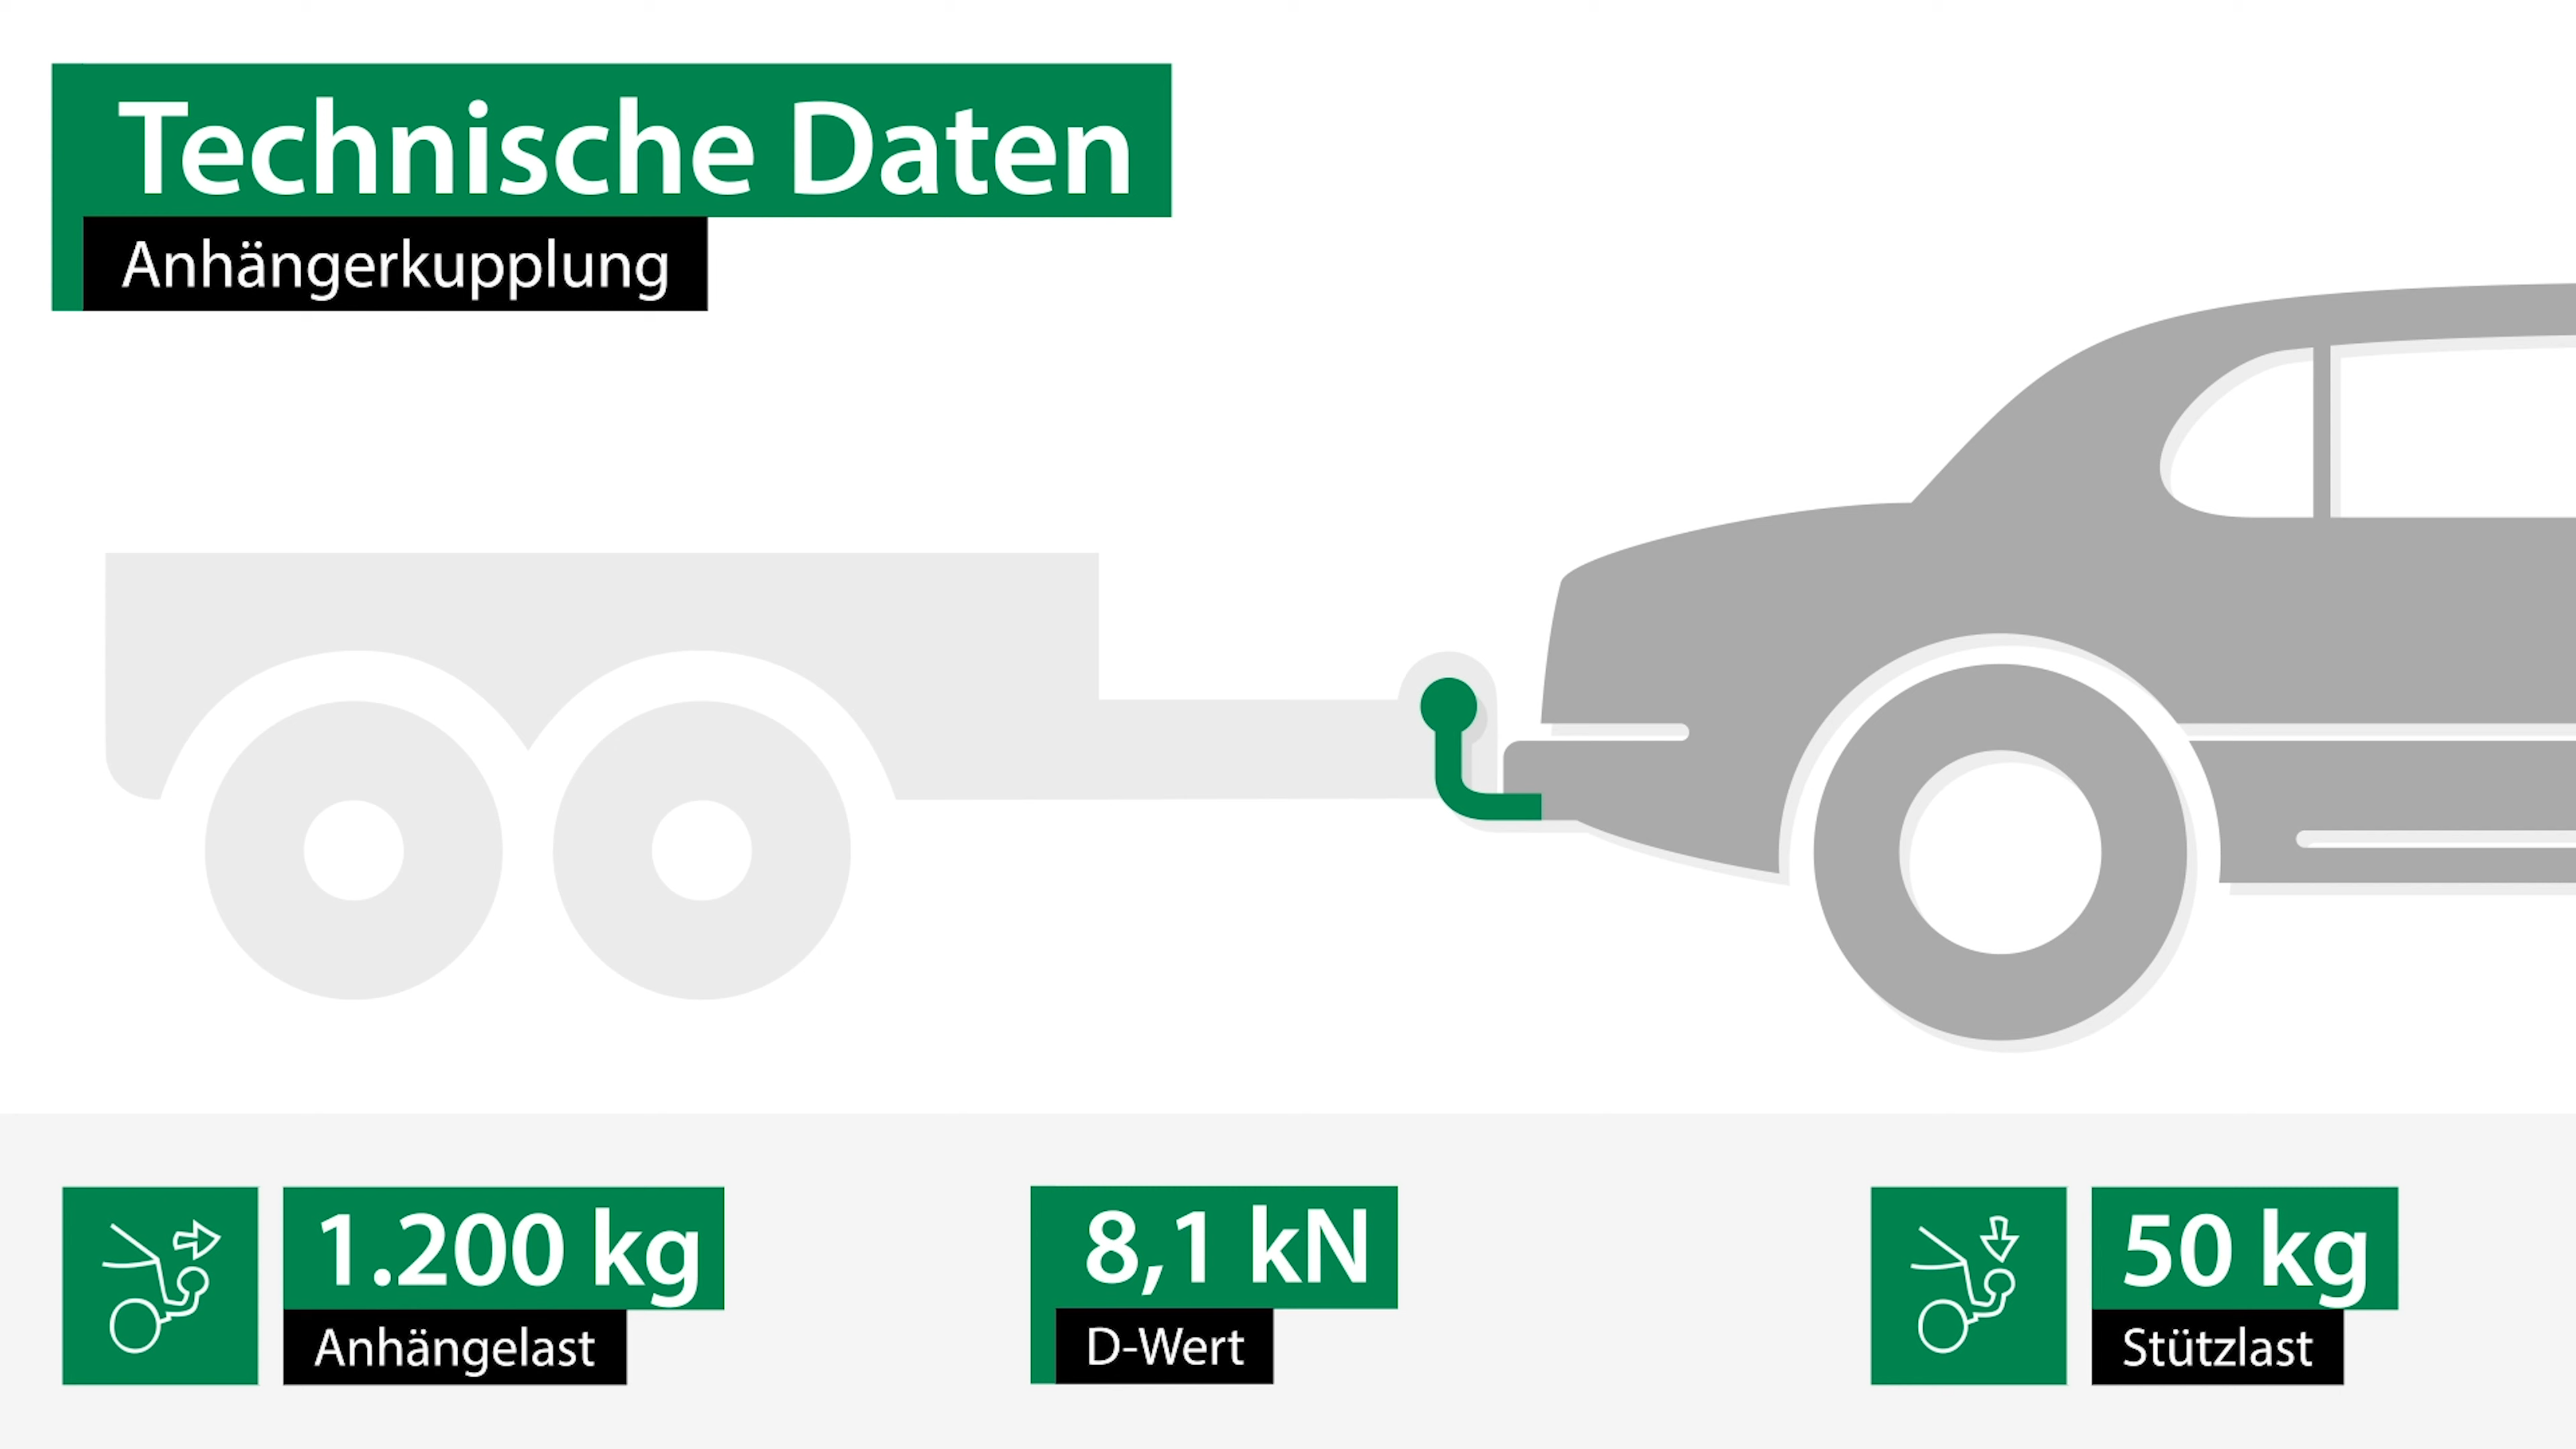 Technische Daten
Anhängerkupplung
1.200 kg
Anhängelast
8,1 kN
D-Wert
50 kg
Stützlast